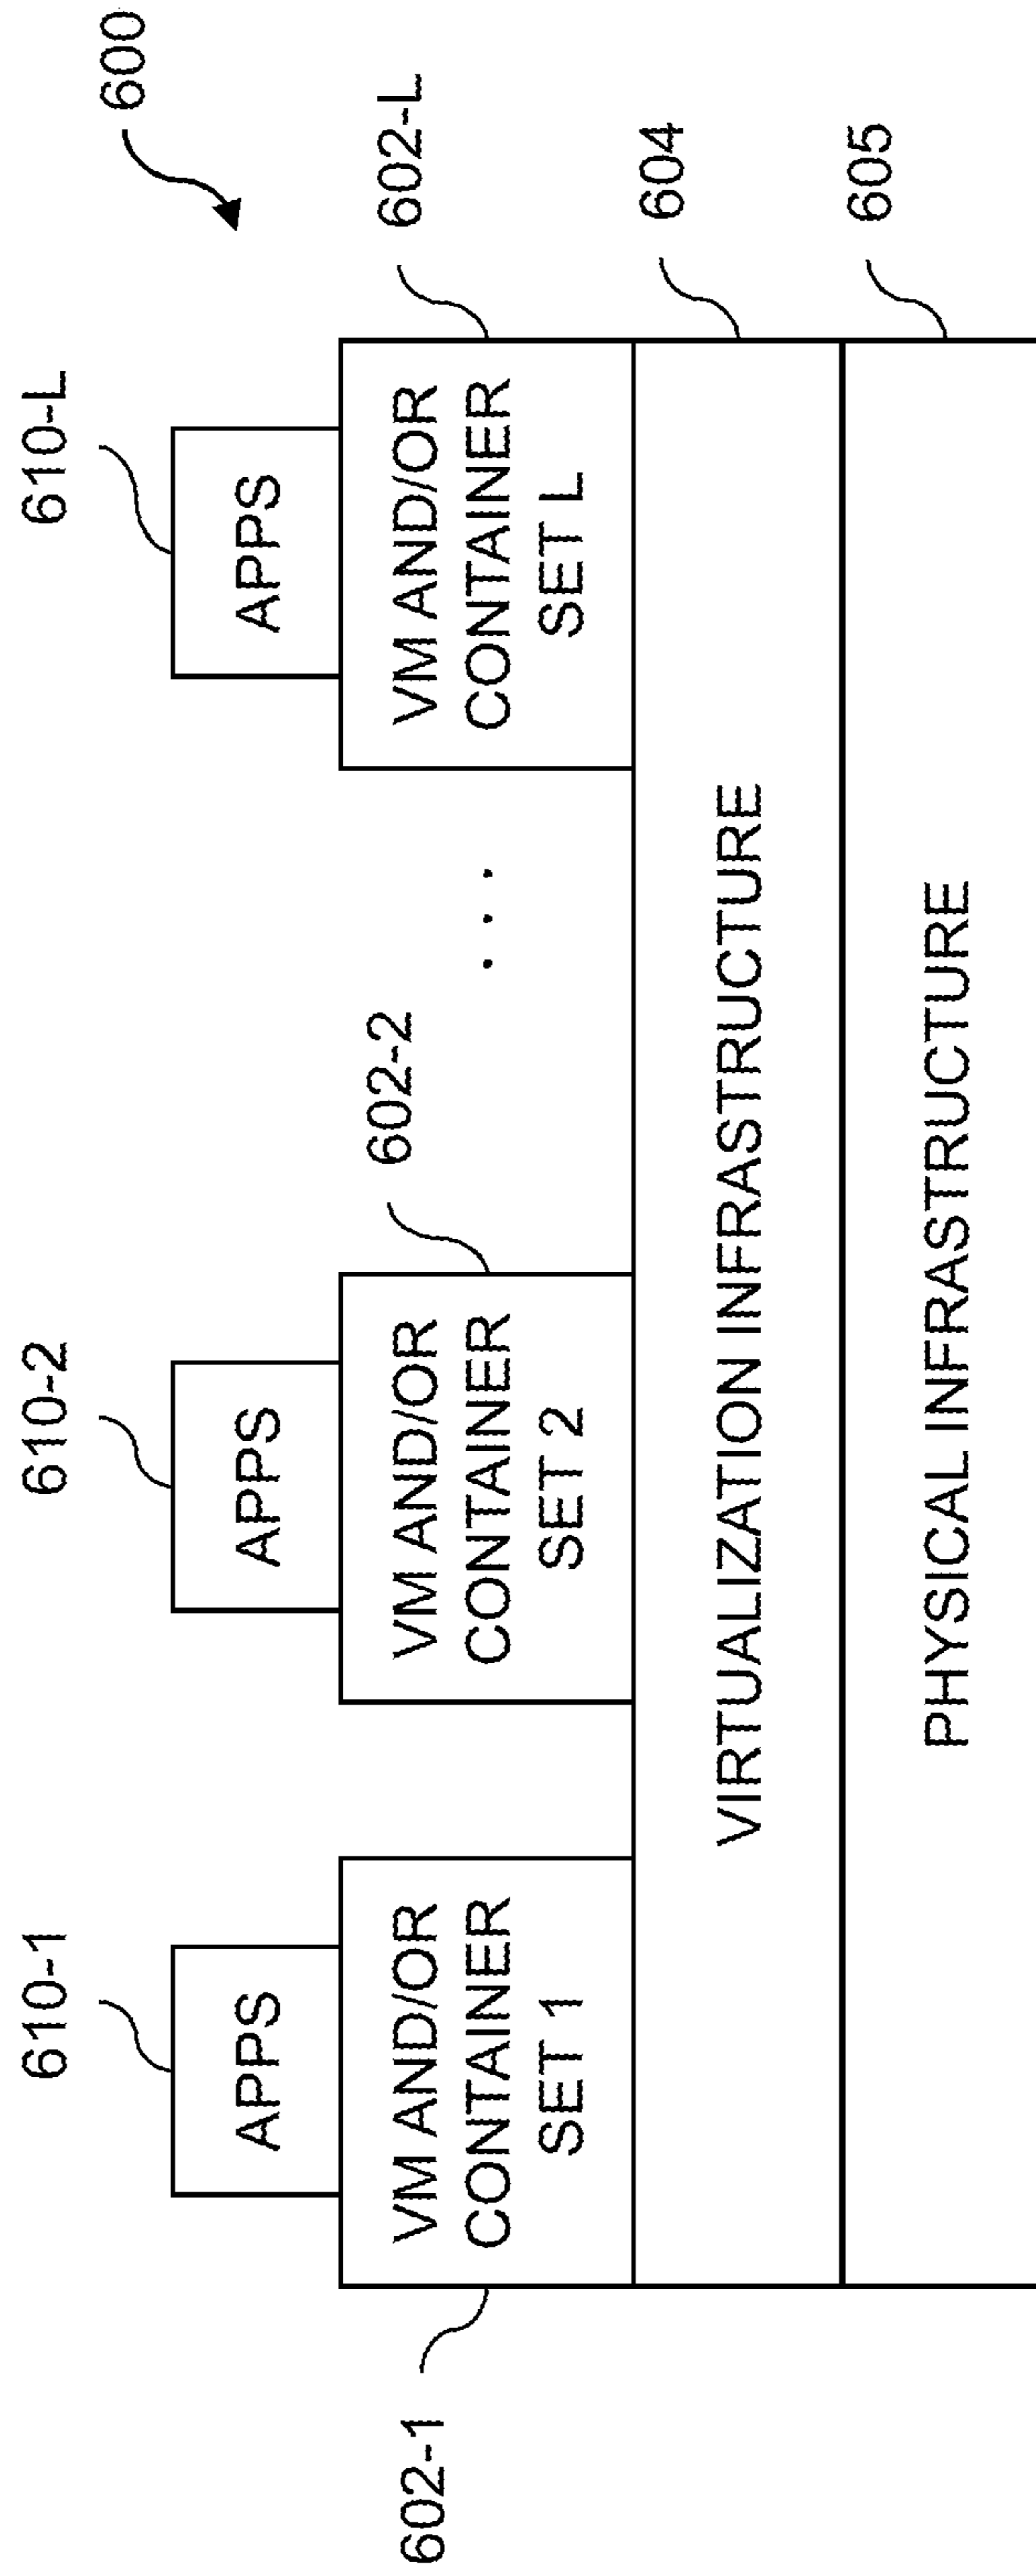 600
610-1
610-2
610-L
APPS
APPS
APPS
602-1
VM AND/OR
CONTAINER
SET 1
VM AND/OR
CONTAINER
SET 2
602-2
. . .
VM AND/OR
CONTAINER
SET L
602-L
VIRTUALIZATION INFRASTRUCTURE
604
PHYSICAL INFRASTRUCTURE
605